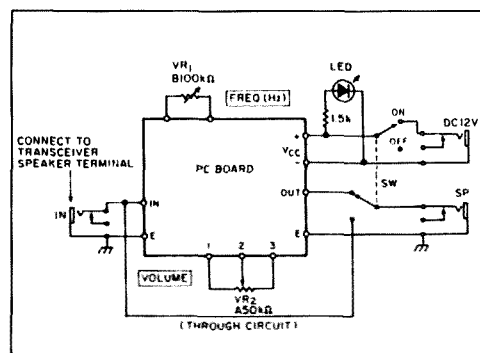 VR1
B100kΩ
FREQ (Hz)
LED
ON
DC12V
1.5k
OFF
CONNECT TO
TRANSCEIVER
SPEAKER TERMINAL
+
VCC
-
PC BOARD
OUT
SW
SP
IN
IN
E
E
1 2 3
VOLUME
VR2
A50kΩ
(THROUGH CIRCUIT)